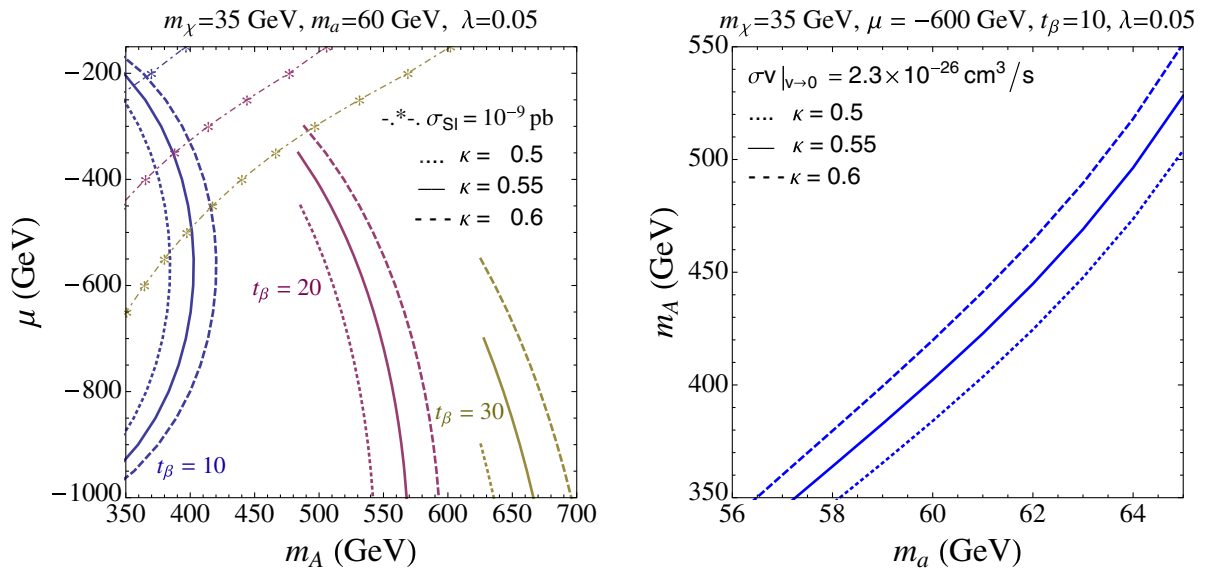 mχ=35 GeV, ma=60 GeV, λ=0.05
-.*-. σSI = 10⁻⁹ pb
.... κ = 0.5
— κ = 0.55
--- κ = 0.6
tβ = 20
tβ = 30
tβ = 10
μ (GeV)
−200
−400
−600
−800
−1000
350 400 450 500 550 600 650 700
mA (GeV)
mχ=35 GeV, μ = −600 GeV, tβ=10, λ=0.05
σv |v→0 = 2.3×10⁻²⁶ cm³/s
.... κ = 0.5
— κ = 0.55
---- κ = 0.6
mA (GeV)
550
500
450
400
350
56 58 60 62 64
ma (GeV)